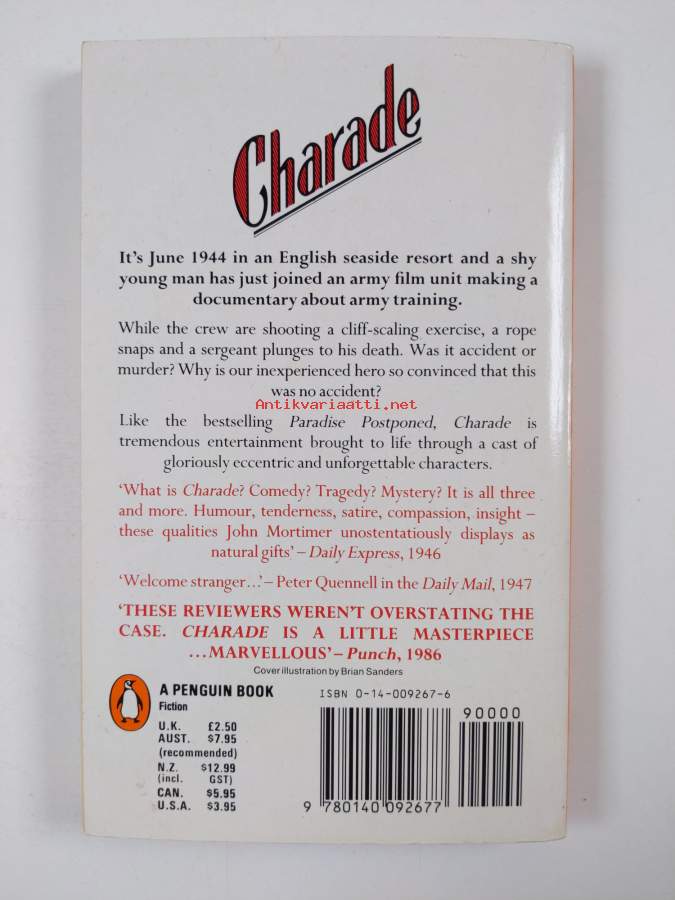 Charade
It's June 1944 in an English seaside resort and a shy
young man has just joined an army film unit making a
documentary about army training.
While the crew are shooting a cliff-scaling exercise, a rope
snaps and a sergeant plunges to his death. Was it accident or
murder? Why is our inexperienced hero so convinced that this
was no accident?
Antikvariaatti.net
Like the bestselling Paradise Postponed, Charade is
tremendous entertainment brought to life through a cast of
gloriously eccentric and unforgettable characters.
'What is Charade? Comedy? Tragedy? Mystery? It is all three
and more. Humour, tenderness, satire, compassion, insight –
these qualities John Mortimer unostentatiously displays as
natural gifts' – Daily Express, 1946
'Welcome stranger...' – Peter Quennell in the Daily Mail, 1947
'THESE REVIEWERS WEREN'T OVERSTATING THE
CASE. CHARADE IS A LITTLE MASTERPIECE
...MARVELLOUS' – Punch, 1986
Cover illustration by Brian Sanders
A PENGUIN BOOK
Fiction
U.K. £2.50
AUST. $7.95
(recommended)
N.Z. $12.99
(incl. GST)
CAN. $5.95
U.S.A. $3.95
ISBN 0-14-009267-6
90000
9 780140 092677